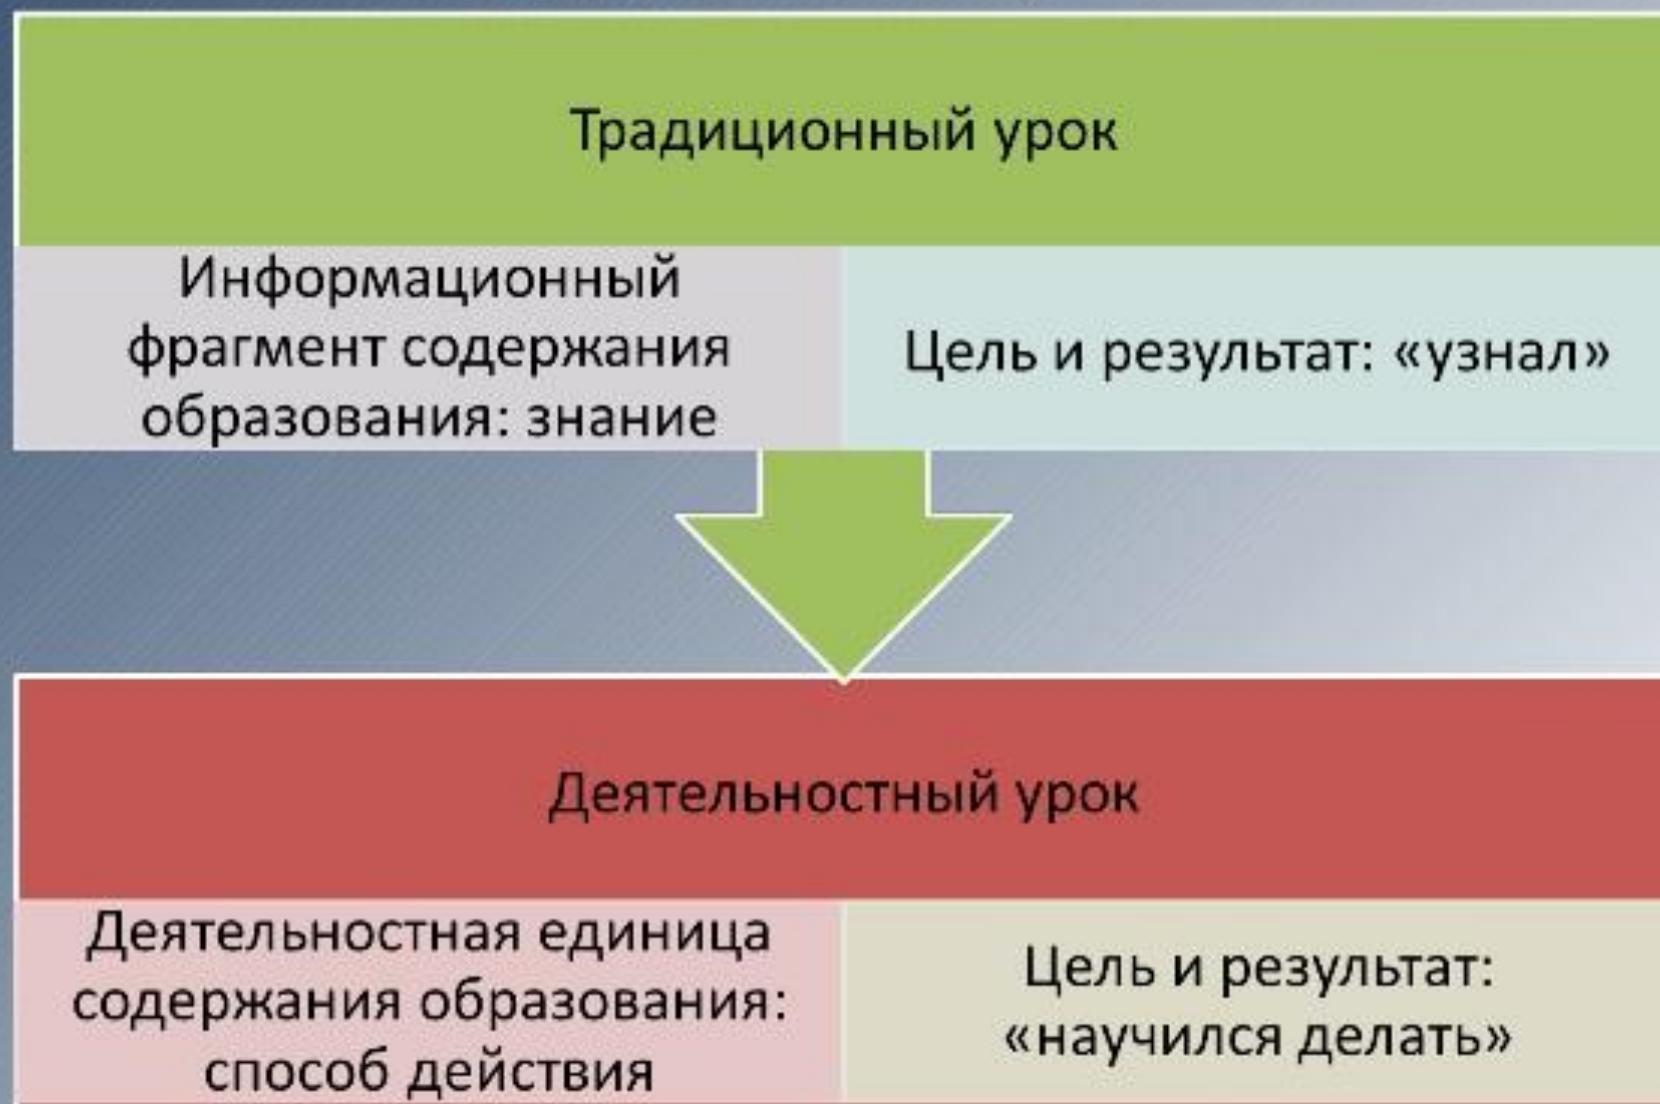 Традиционный урок
Информационный
фрагмент содержания
образования: знание
Цель и результат: «узнал»
Деятельностный урок
Деятельностная единица
содержания образования:
способ действия
Цель и результат:
«научился делать»